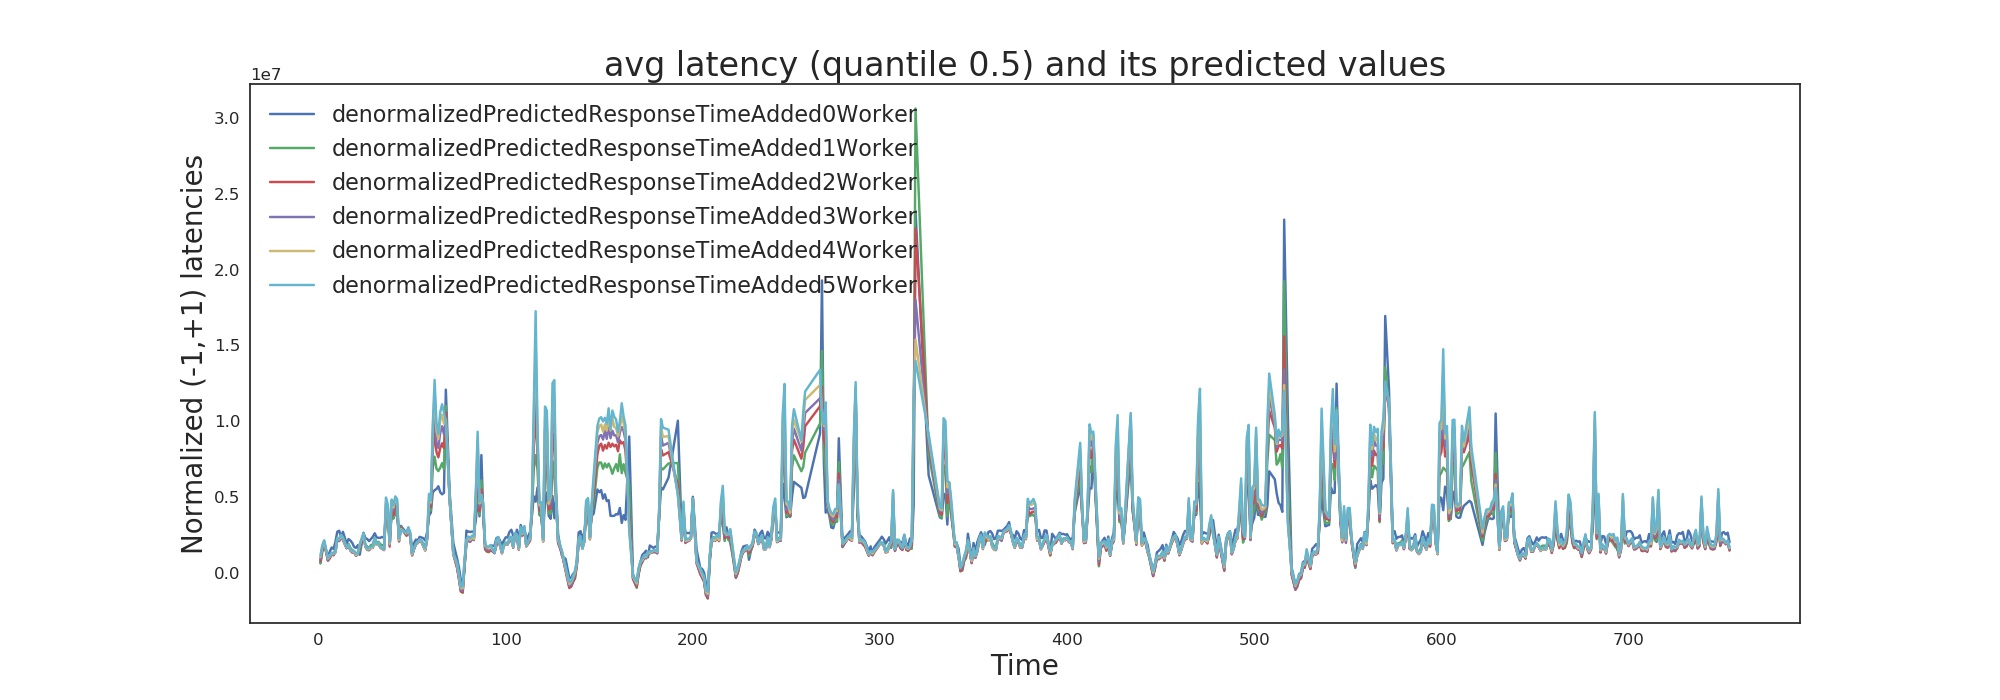 avg latency (quantile 0.5) and its predicted values
1e7
denormalizedPredictedResponseTimeAdded0Worker
denormalizedPredictedResponseTimeAdded1Worker
denormalizedPredictedResponseTimeAdded2Worker
denormalizedPredictedResponseTimeAdded3Worker
denormalizedPredictedResponseTimeAdded4Worker
denormalizedPredictedResponseTimeAdded5Worker
Normalized (-1,+1) latencies
3.0
2.5
2.0
1.5
1.0
0.5
0.0
0 100 200 300 400 500 600 700
Time